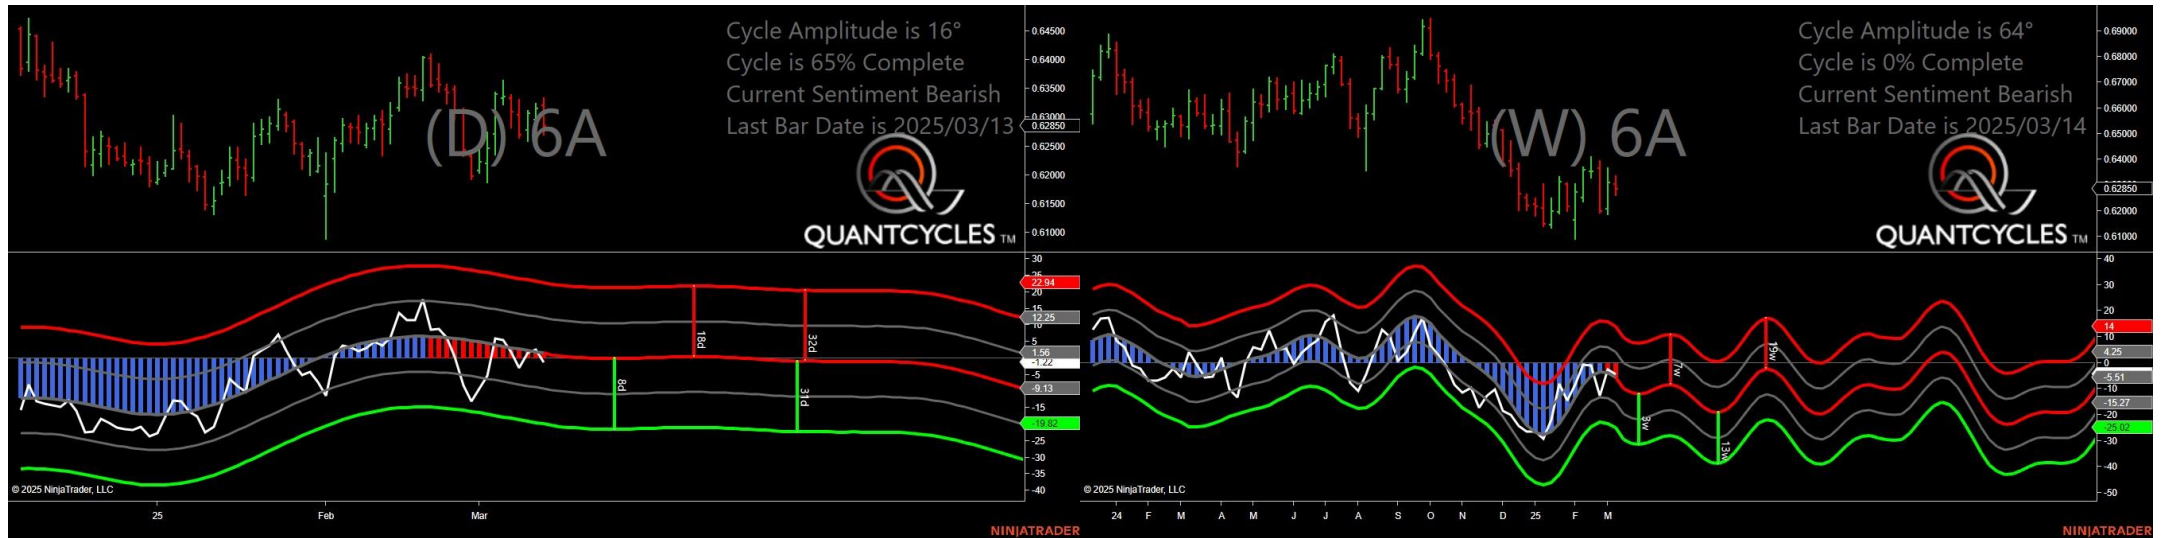 Cycle Amplitude is 16°
Cycle is 65% Complete
Current Sentiment Bearish
Last Bar Date is 2025/03/13
(D) 6A
QUANTCYCLES TM
0.64500
0.64000
0.63500
0.63000
0.62850
0.62500
0.62000
0.61500
0.61000
30
25
22.94
20
15
12.25
10
5
1.56
-1.22
-5
-9.13
-15
-19.82
-25
-30
-35
-40
8d
18d
31d
32d
© 2025 NinjaTrader, LLC
25 Feb Mar
NINJATRADER
Cycle Amplitude is 64°
Cycle is 0% Complete
Current Sentiment Bearish
Last Bar Date is 2025/03/14
(W) 6A
QUANTCYCLES TM
0.69000
0.68000
0.67000
0.66000
0.65000
0.64000
0.62850
0.62000
0.61000
40
30
20
14
10
4.25
0
-5.51
-10
-15.27
-20
-25.02
-30
-40
-50
3w
7w
13w
19w
© 2025 NinjaTrader, LLC
24 F M A M J J A S O N D 25 F M
NINJATRADER